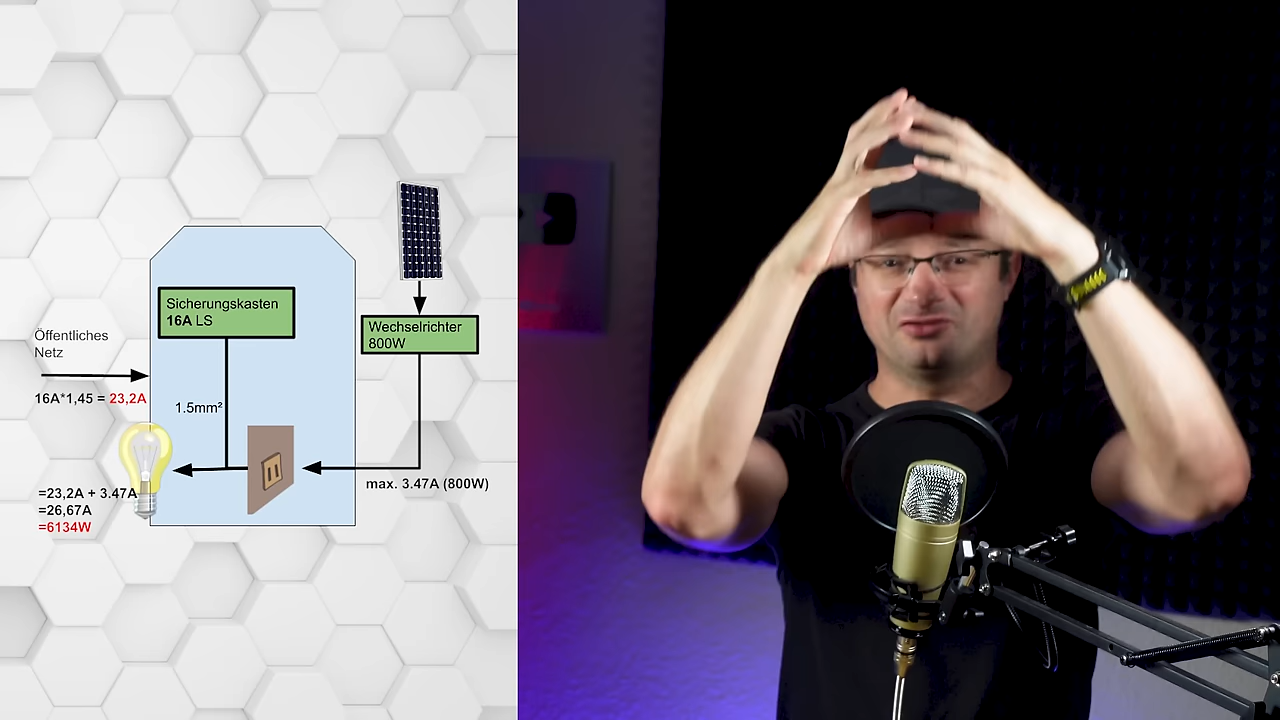 Sicherungskasten
16A LS
Öffentliches
Netz
Wechselrichter
800W
16A*1,45 = 23,2A
1.5mm²
max. 3.47A (800W)
=23,2A + 3.47A
=26,67A
=6134W